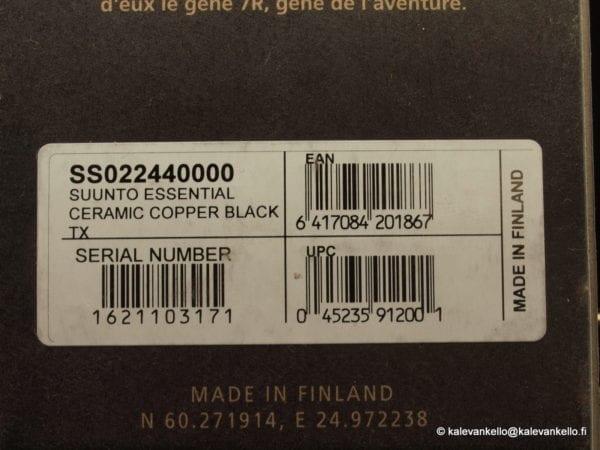 d'eux le gène 7R, gène de l'aventure.
SS022440000
SUUNTO ESSENTIAL
CERAMIC COPPER BLACK
TX
SERIAL NUMBER
1621103171
EAN
6 417084 201867
UPC
0 45235 91200 1
MADE IN FINLAND
MADE IN FINLAND
N 60.271914, E 24.972238
© kalevankello@kalevankello.fi